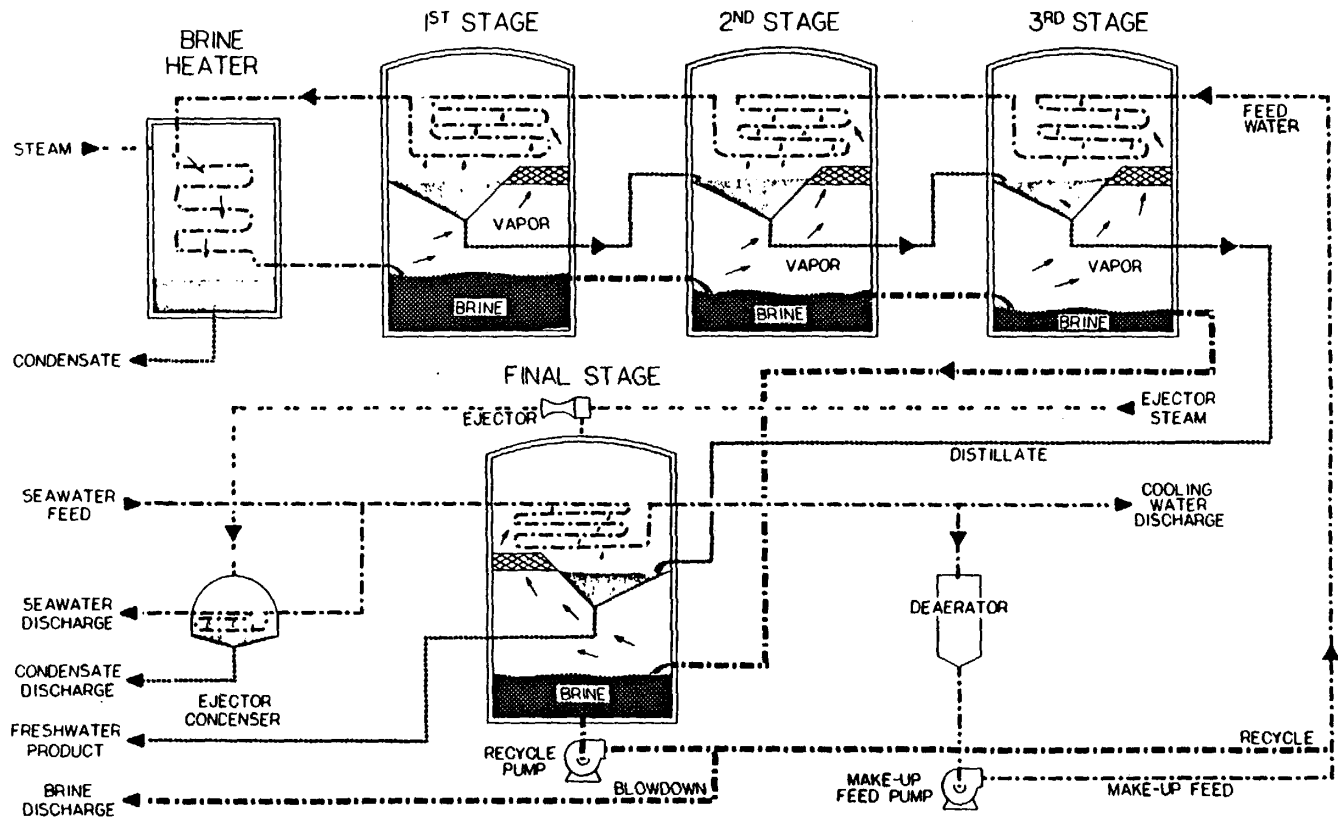 1ST STAGE
2ND STAGE
3RD STAGE
BRINE
HEATER
FEED
WATER
STEAM
VAPOR
VAPOR
VAPOR
BRINE
BRINE
BRINE
CONDENSATE
FINAL STAGE
EJECTOR
EJECTOR
STEAM
DISTILLATE
SEAWATER
FEED
COOLING
WATER
DISCHARGE
SEAWATER
DISCHARGE
DEAERATOR
CONDENSATE
DISCHARGE
EJECTOR
CONDENSER
BRINE
FRESHWATER
PRODUCT
RECYCLE
PUMP
RECYCLE
BLOWDOWN
MAKE-UP
FEED PUMP
MAKE-UP FEED
BRINE
DISCHARGE